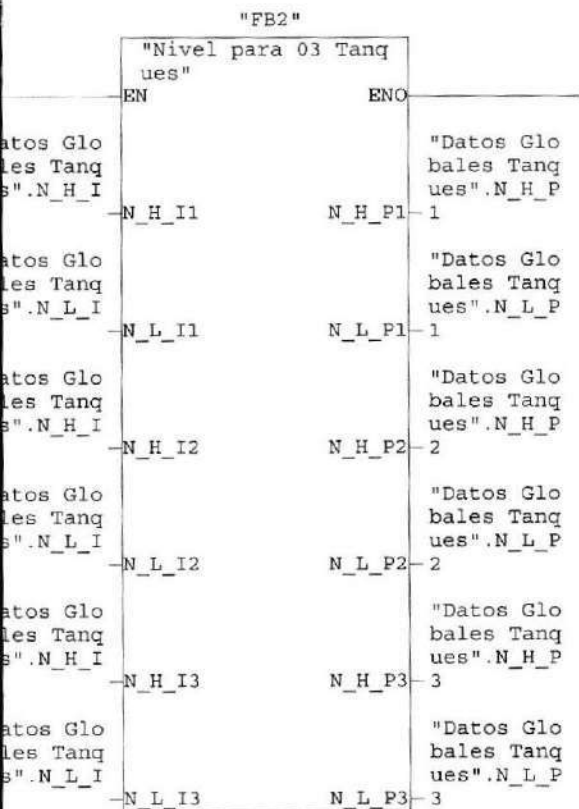 "FB2"
"Nivel para 03 Tanq
ues"
EN ENO
atos Glo
les Tanq
s".N_H_I
"Datos Glo
bales Tanq
ues".N_H_P
N_H_I1 N_H_P1 1
atos Glo
les Tanq
s".N_L_I
"Datos Glo
bales Tanq
ues".N_L_P
N_L_I1 N_L_P1 1
atos Glo
les Tanq
s".N_H_I
"Datos Glo
bales Tanq
ues".N_H_P
N_H_I2 N_H_P2 2
atos Glo
les Tanq
s".N_L_I
"Datos Glo
bales Tanq
ues".N_L_P
N_L_I2 N_L_P2 2
atos Glo
les Tanq
s".N_H_I
"Datos Glo
bales Tanq
ues".N_H_P
N_H_I3 N_H_P3 3
atos Glo
les Tanq
s".N_L_I
"Datos Glo
bales Tanq
ues".N_L_P
N_L_I3 N_L_P3 3